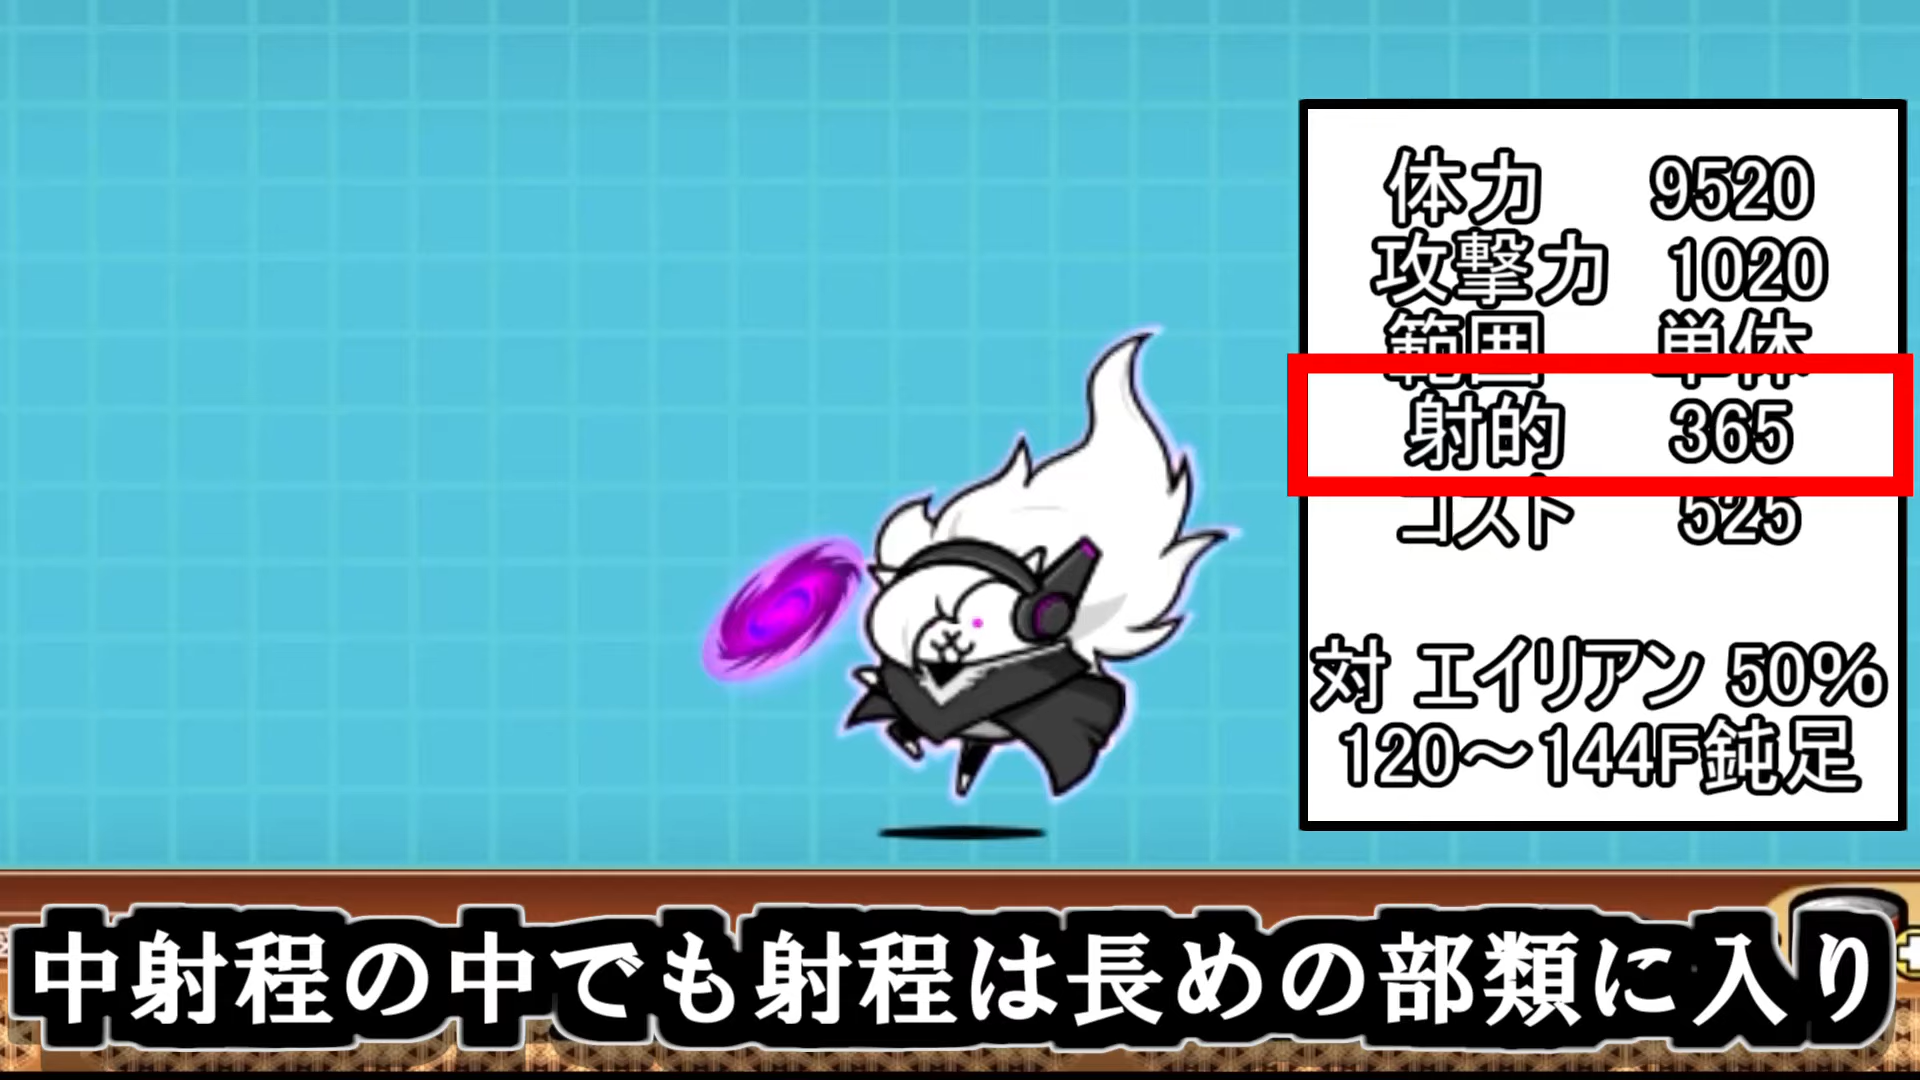 体力 9520
攻撃力 1020
範囲 単体
射的 365
コスト 525
対 エイリアン 50%
120～144F鈍足
中射程の中でも射程は長めの部類に入り